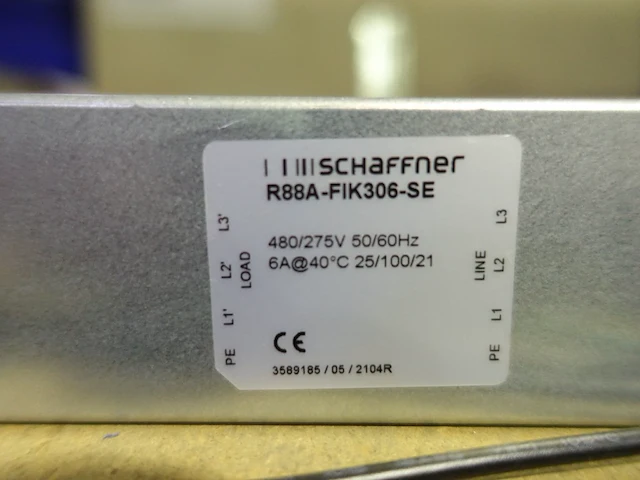 SCHAFFNER
R88A-FIK306-SE
480/275V 50/60Hz
6A@40°C 25/100/21
PE L1' L2' L3'
LOAD
LINE
PE L1 L2 L3
CE
3589185 / 05 / 2104R